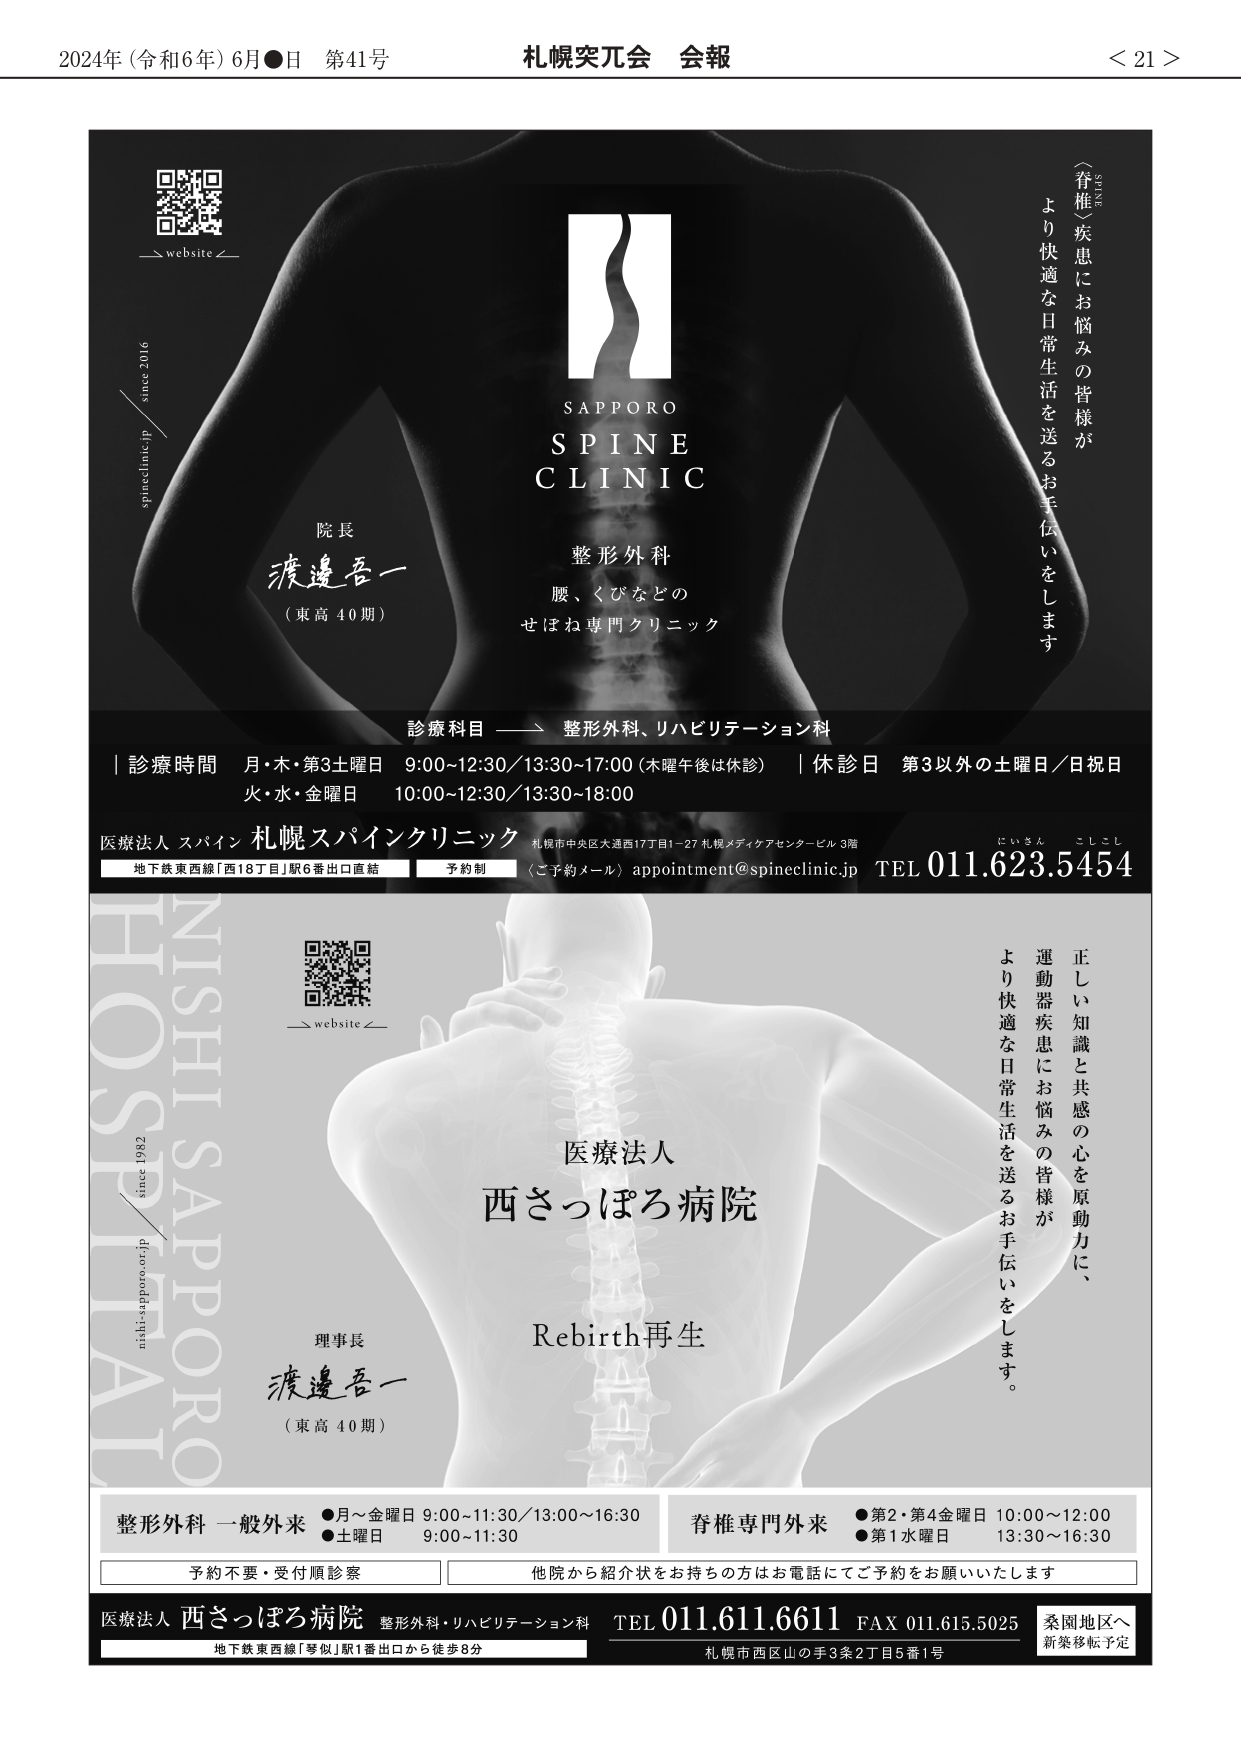 2024年(令和6年)6月●日　第41号
札幌突兀会　会報
＜21＞
website
since 2016
spineclinic.jp
SPINE
〈脊椎〉疾患にお悩みの皆様が
より快適な日常生活を送るお手伝いをします
SAPPORO
SPINE
CLINIC
整形外科
腰、くびなどの
せぼね専門クリニック
院長
渡邊吾一
（東高 40期）
診療科目　整形外科、リハビリテーション科
｜診療時間　月・木・第3土曜日　9:00~12:30／13:30~17:00（木曜午後は休診）　｜休診日　第3以外の土曜日／日祝日
火・水・金曜日　10:00~12:30／13:30~18:00
医療法人 スパイン 札幌スパインクリニック
地下鉄東西線「西18丁目」駅6番出口直結　予約制
札幌市中央区大通西17丁目1−27 札幌メディケアセンタービル 3階
〈ご予約メール〉appointment@spineclinic.jp
にいさん　こしこし
TEL 011.623.5454
NISHI SAPPORO
HOSPITAL
website
since 1982
nishi-sapporo.or.jp
正しい知識と共感の心を原動力に、
運動器疾患にお悩みの皆様が
より快適な日常生活を送るお手伝いをします。
医療法人
西さっぽろ病院
Rebirth再生
理事長
渡邊吾一
（東高 40期）
整形外科 一般外来
●月〜金曜日 9:00~11:30／13:00〜16:30
●土曜日　9:00~11:30
脊椎専門外来
●第2・第4金曜日 10:00〜12:00
●第1水曜日　13:30〜16:30
予約不要・受付順診察
他院から紹介状をお持ちの方はお電話にてご予約をお願いいたします
医療法人 西さっぽろ病院 整形外科・リハビリテーション科
地下鉄東西線「琴似」駅1番出口から徒歩8分
TEL 011.611.6611 FAX 011.615.5025
札幌市西区山の手3条2丁目5番1号
桑園地区へ
新築移転予定